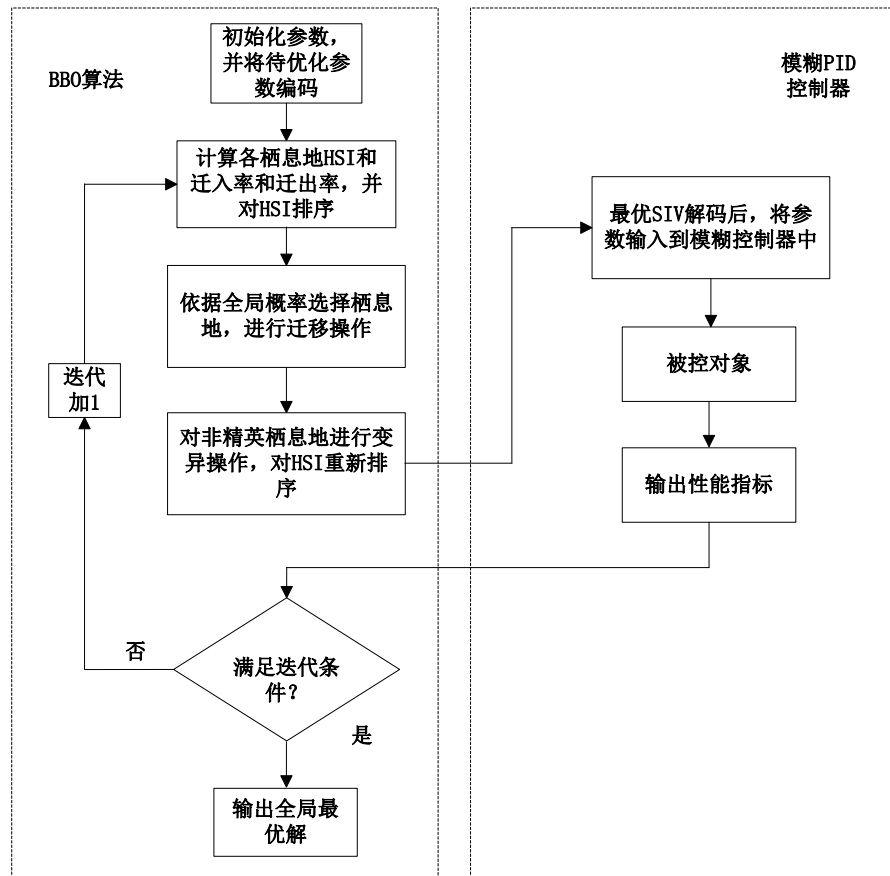 BBO算法
初始化参数,
并将待优化参
数编码
计算各栖息地HSI和
迁入率和迁出率，并
对HSI排序
依据全局概率选择栖息
地，进行迁移操作
迭代
加1
对非精英栖息地进行变
异操作，对HSI重新排
序
否
满足迭代条
件?
是
输出全局最
优解
模糊PID
控制器
最优SIV解码后，将参
数输入到模糊控制器中
被控对象
输出性能指标